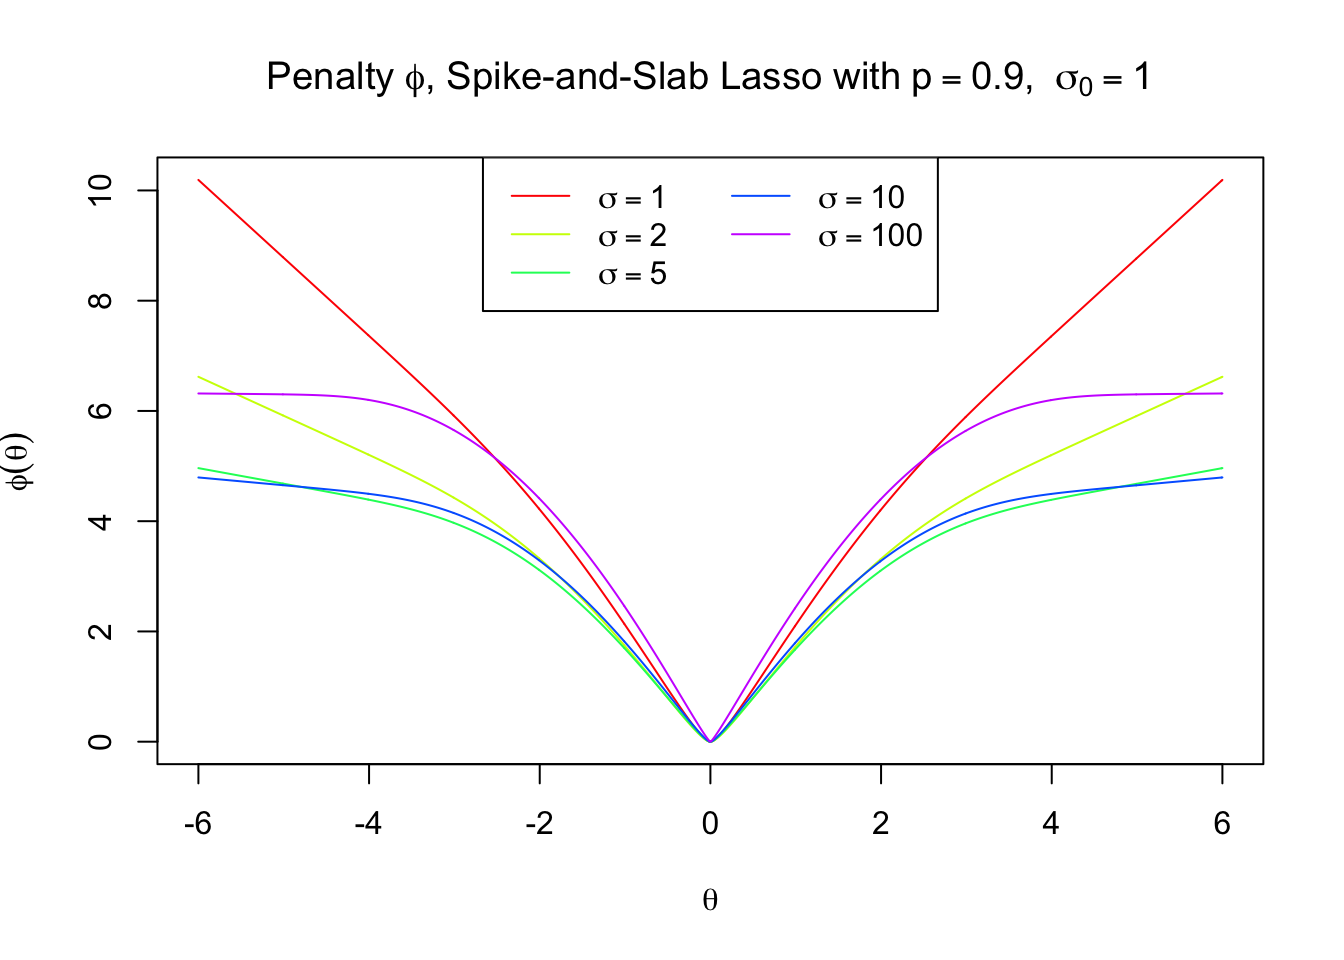 Penalty ϕ, Spike-and-Slab Lasso with p = 0.9, σ₀ = 1
σ = 1
σ = 2
σ = 5
σ = 10
σ = 100
ϕ(θ)
10
8
6
4
2
0
-6 -4 -2 0 2 4 6
θ